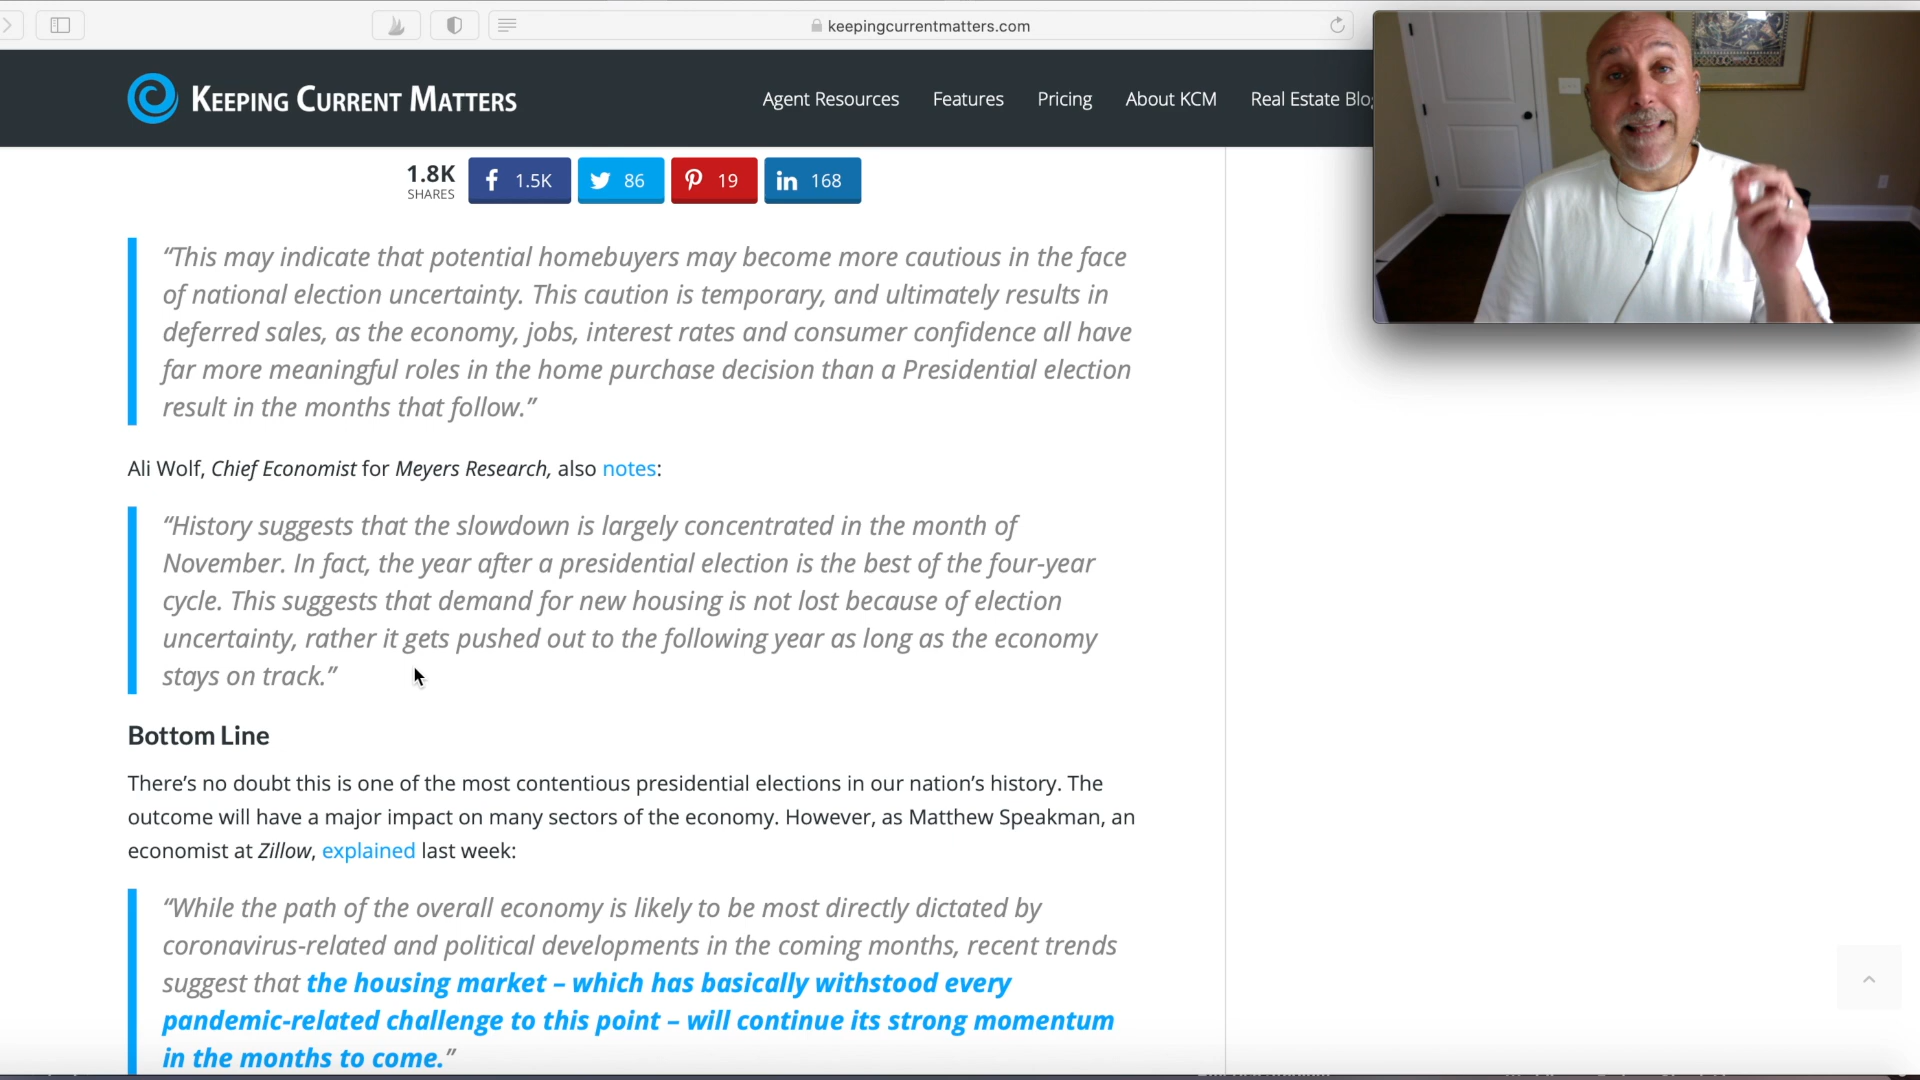 keepingcurrentmatters.com
KEEPING CURRENT MATTERS
Agent Resources Features Pricing About KCM Real Estate Blog
1.8K
SHARES
1.5K
86
19
168
“This may indicate that potential homebuyers may become more cautious in the face
of national election uncertainty. This caution is temporary, and ultimately results in
deferred sales, as the economy, jobs, interest rates and consumer confidence all have
far more meaningful roles in the home purchase decision than a Presidential election
result in the months that follow.”
Ali Wolf, Chief Economist for Meyers Research, also notes:
“History suggests that the slowdown is largely concentrated in the month of
November. In fact, the year after a presidential election is the best of the four-year
cycle. This suggests that demand for new housing is not lost because of election
uncertainty, rather it gets pushed out to the following year as long as the economy
stays on track.”
Bottom Line
There’s no doubt this is one of the most contentious presidential elections in our nation’s history. The
outcome will have a major impact on many sectors of the economy. However, as Matthew Speakman, an
economist at Zillow, explained last week:
“While the path of the overall economy is likely to be most directly dictated by
coronavirus-related and political developments in the coming months, recent trends
suggest that the housing market – which has basically withstood every
pandemic-related challenge to this point – will continue its strong momentum
in the months to come.”